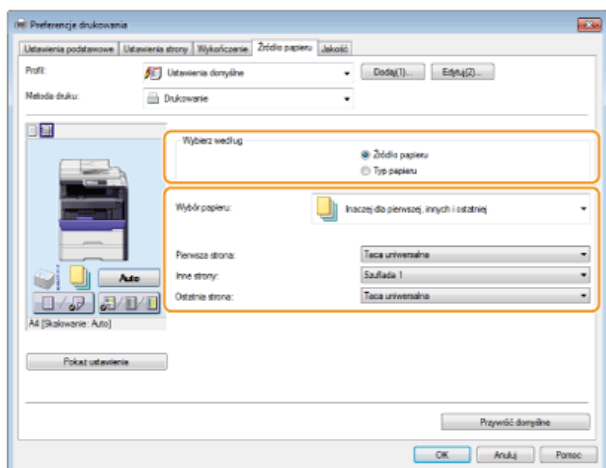 Preferencje drukowania
Ustawienia podstawowe Ustawienia strony Wykończenie Źródło papieru Jakość
Profil: Ustawienia domyślne Dodaj(1)... Edytuj(2)...
Metoda druku: Drukowanie
Wybierz według
Źródło papieru
Typ papieru
Wybór papieru: Inaczej dla pierwszej, innych i ostatniej
Pierwsza strona: Taca uniwersalna
Inne strony: Szuflada 1
Ostatnia strona: Taca uniwersalna
Auto
A4 [Skalowanie: Auto]
Pokaż ustawienia
Przywróć domyślne
OK Anuluj Pomoc